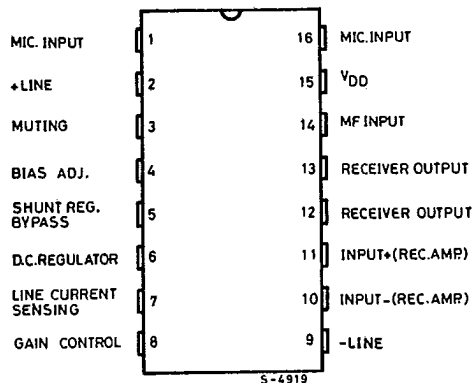 MIC. INPUT 1 16 MIC. INPUT
+LINE 2 15 VDD
MUTING 3 14 MF INPUT
BIAS ADJ. 4 13 RECEIVER OUTPUT
SHUNT REG.
BYPASS 5 12 RECEIVER OUTPUT
D.C. REGULATOR 6 11 INPUT+(REC.AMP.)
LINE CURRENT
SENSING 7 10 INPUT-(REC.AMP.)
GAIN CONTROL 8 9 -LINE
S-4919